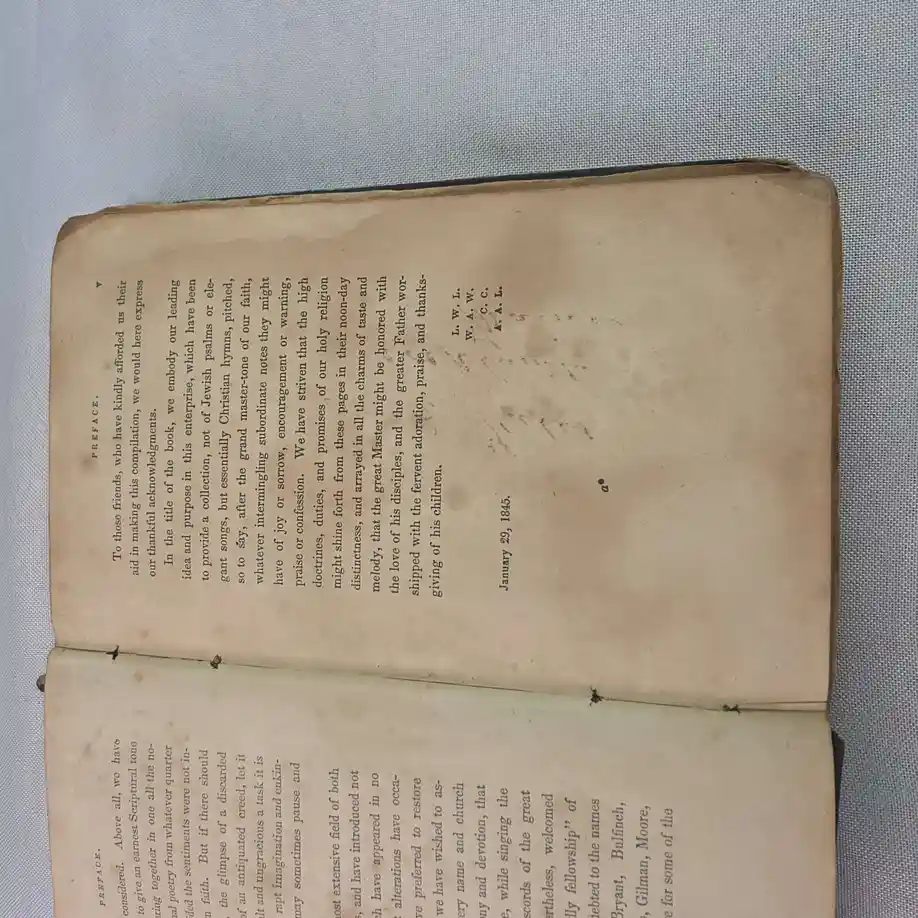 PREFACE.
considered. Above all, we have
to give an earnest Scriptural tone
ring together in one all the no-
poetry from whatever quarter
ded the sentiments were not in-
faith. But if there should
the glimpse of a discarded
of an antiquated creed, let it
ult and ungracious a task it is
rapt imagination and enkin-
may sometimes pause and
most extensive field of both
and have introduced not
have appeared in no
alterations have occa-
preferred to restore
we have wished to as-
ery name and church
ny and devotion, that
while singing the
scords of the great
rtheless, welcomed
lly fellowship" of
debted to the names
Bryant, Bulfinch,
Gilman, Moore,
for some of the
PREFACE. v
To those friends, who have kindly afforded us their
aid in making this compilation, we would here express
our thankful acknowledgments.
In the title of the book, we embody our leading
idea and purpose in this enterprise, which have been
to provide a collection, not of Jewish psalms or ele-
gant songs, but essentially Christian hymns, pitched,
so to say, after the grand master-tone of our faith,
whatever intermingling subordinate notes they might
have of joy or sorrow, encouragement or warning,
praise or confession. We have striven that the high
doctrines, duties, and promises of our holy religion
might shine forth from these pages in their noon-day
distinctness, and arrayed in all the charms of taste and
melody, that the great Master might be honored with
the love of his disciples, and the greater Father wor-
shipped with the fervent adoration, praise, and thanks-
giving of his children.
L. W. L.
W. A. W.
C. C.
A. A. L.
January 29, 1845.
a*